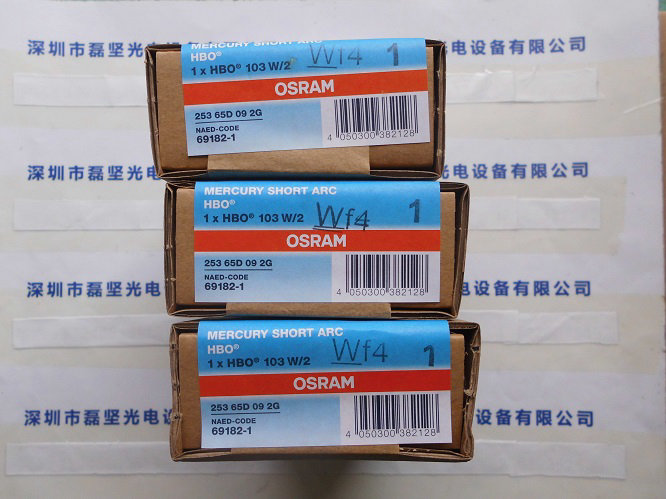 深圳市磊坚光电设备有限公司
MERCURY SHORT ARC
HBO®
1 x HBO® 103 W/2 Wf4 1
OSRAM
253 65D 09 2G
NAED-CODE
69182-1
4 050300 382128
深圳市磊坚光电设备有限公司
MERCURY SHORT ARC
HBO®
1 x HBO® 103 W/2 Wf4 1
OSRAM
253 65D 09 2G
NAED-CODE
69182-1
4 050300 382128
深圳市磊坚光电设备有限公司
MERCURY SHORT ARC
HBO®
1 x HBO® 103 W/2 Wf4 1
OSRAM
253 65D 09 2G
NAED-CODE
69182-1
4 050300 382128
深圳市磊坚光电设备有限公司